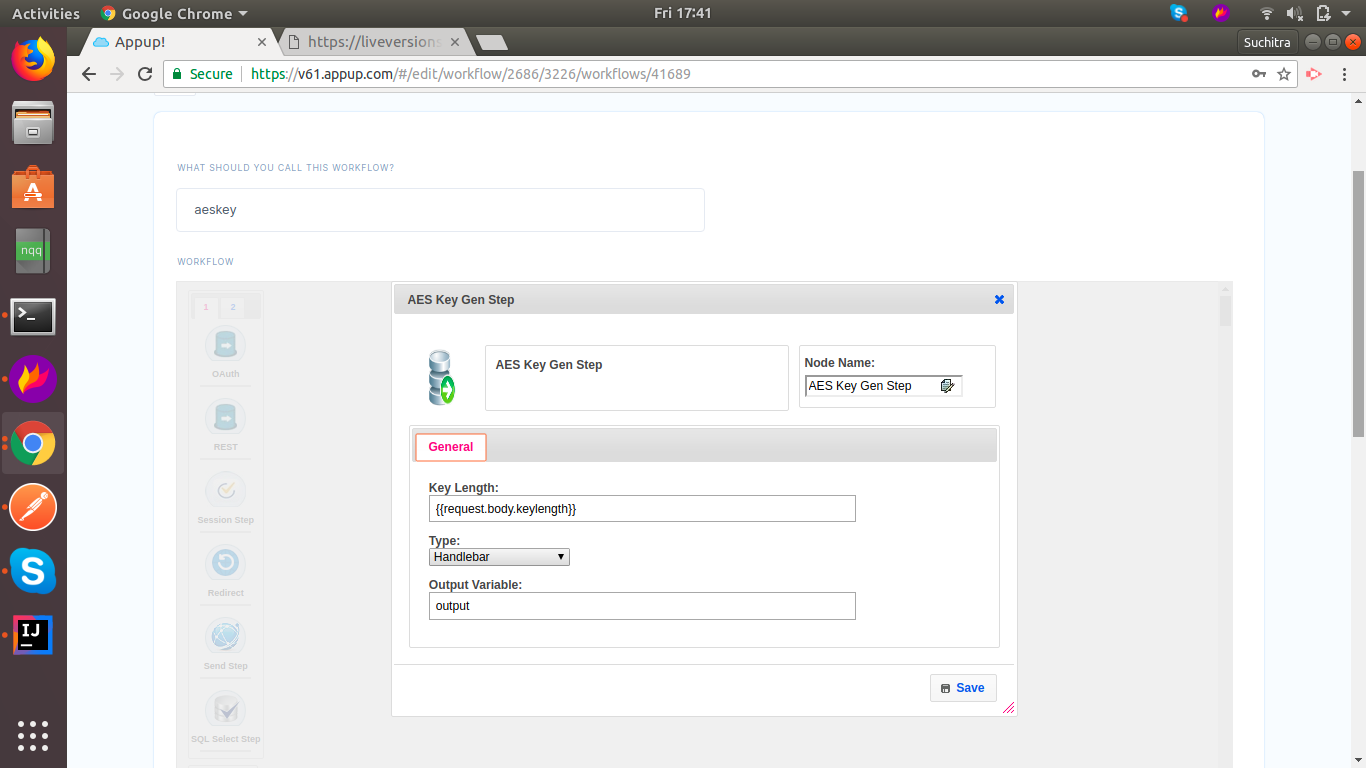 Activities
Google Chrome
Fri 17:41
Appup!
https://liveversions
Suchitra
Secure
https://v61.appup.com/#/edit/workflow/2686/3226/workflows/41689
WHAT SHOULD YOU CALL THIS WORKFLOW?
aeskey
WORKFLOW
1 2
OAuth
REST
Session Step
Redirect
Send Step
SQL Select Step
AES Key Gen Step
AES Key Gen Step
Node Name:
AES Key Gen Step
General
Key Length:
{{request.body.keylength}}
Type:
Handlebar
Output Variable:
output
Save
nqq
>_
S
IJ